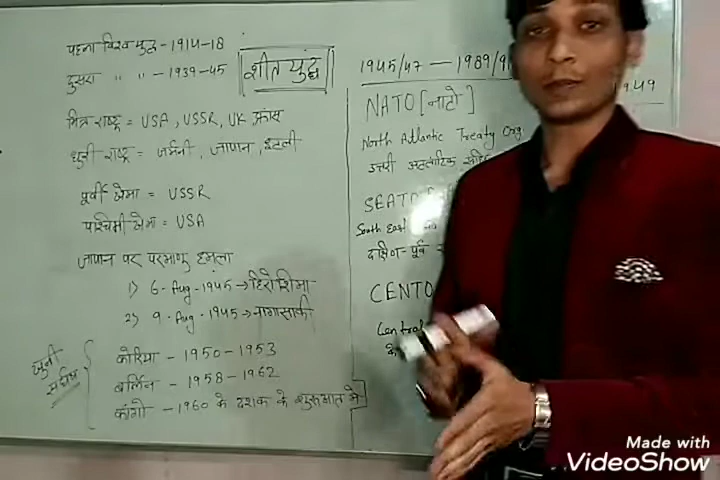 पहला विश्व युद्ध - 1914-18
दुसरा " " - 1939-45
शीत युद्ध
मित्र राष्ट्र = USA, USSR, UK फ्रांस
धुरी राष्ट्र = जर्मनी, जापान, इटली
पूर्वी खेमा = USSR
पश्चिमी खेमा = USA
जापान पर परमाणु हमला
1) 6-Aug-1945→हिरोशिमा
2) 9-Aug-1945→नागासाकी
खुनी
कोरिया - 1950-1953
बर्लिन - 1958-1962
कांगो - 1960 के दशक के शुरूआत मे
1945/47 — 1989/9
1949
NATO [नाटो]
North Atlantic Treaty Org
उत्तरी अटलांटिक संधि
SEATO
South East
दक्षिण-पूर्व
CENTO
Central
Made with
VideoShow